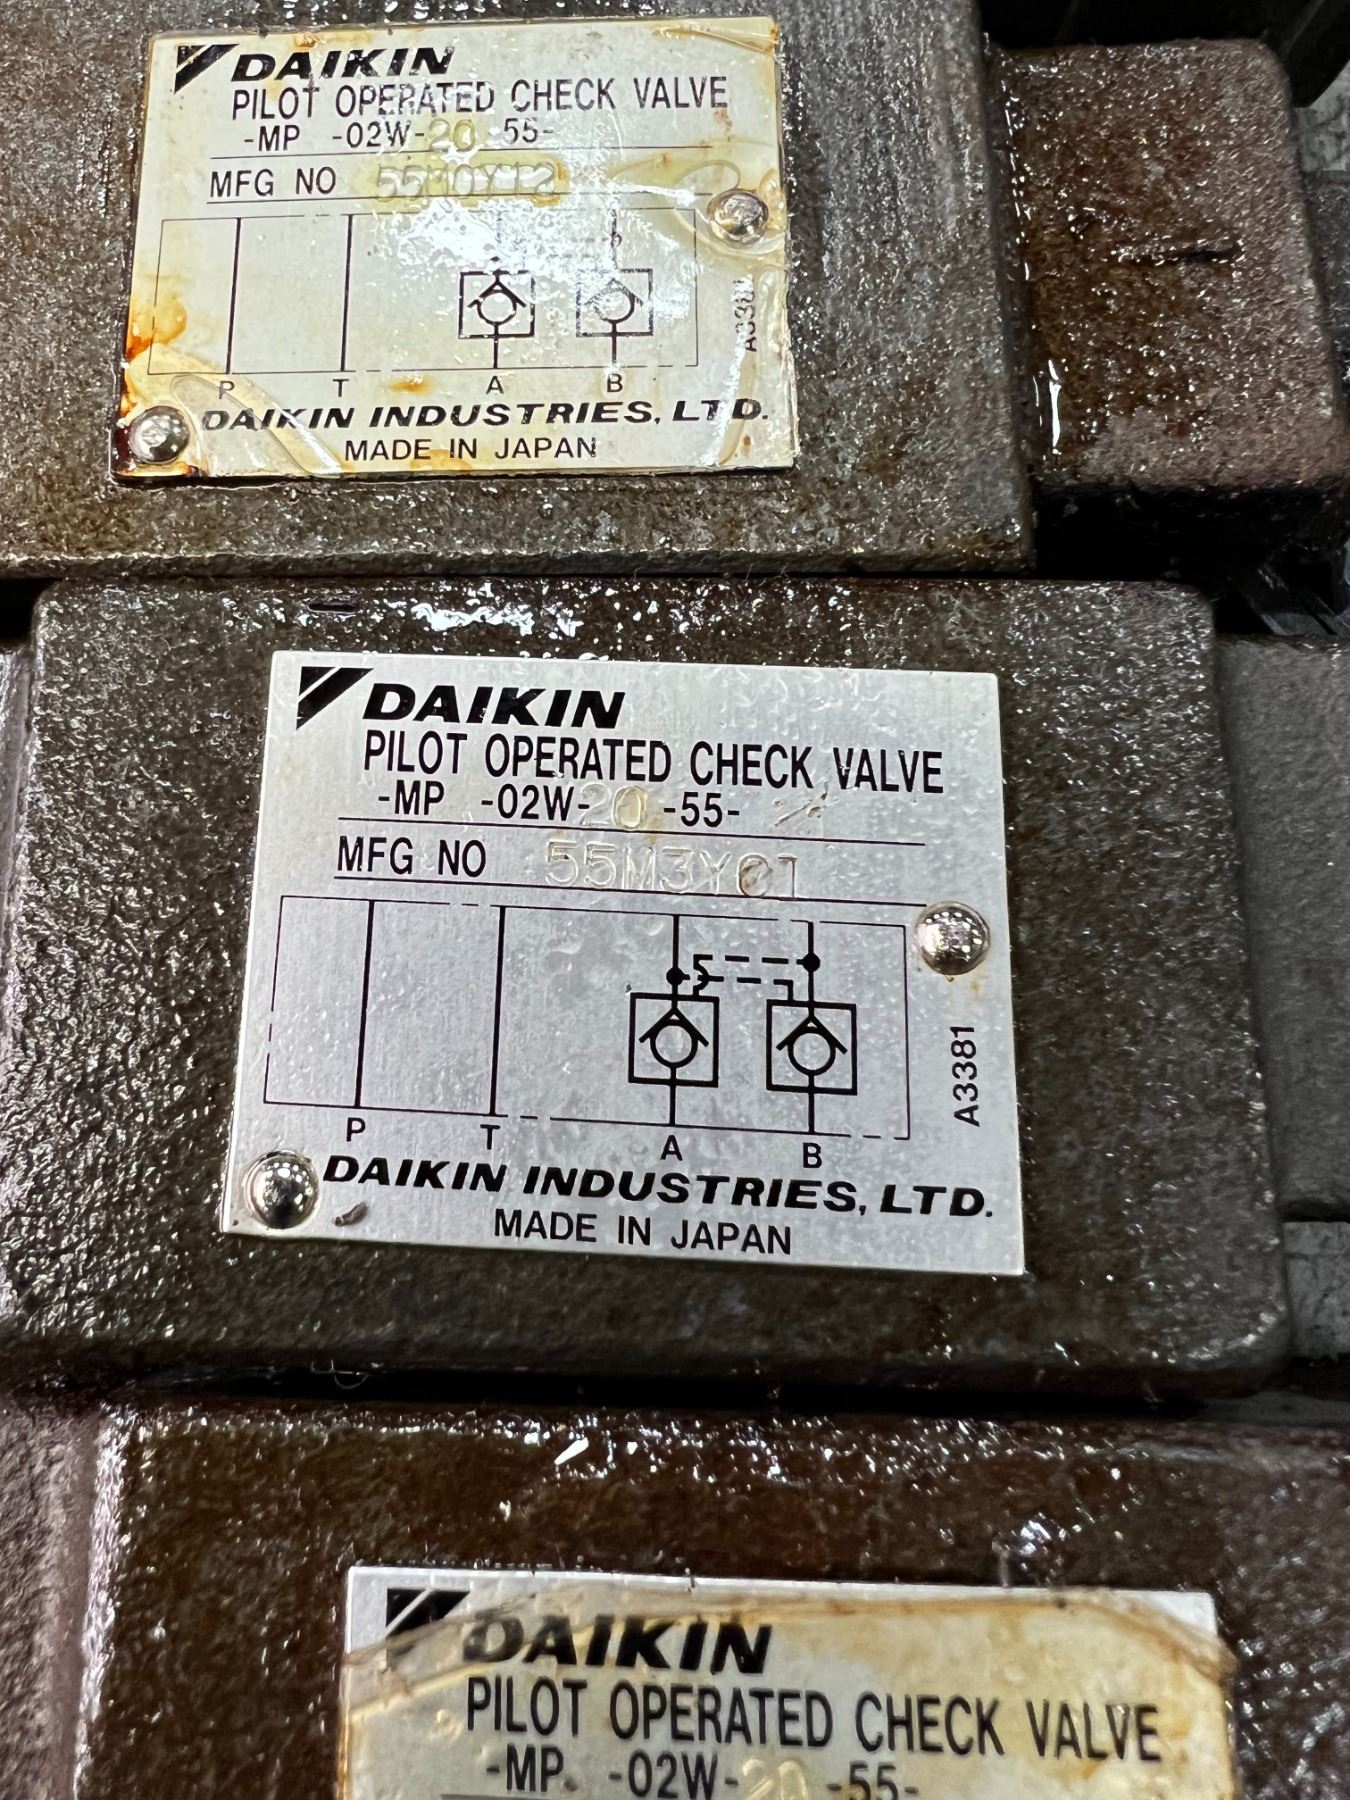 DAIKIN
PILOT OPERATED CHECK VALVE
-MP -02W-20 -55-
MFG NO
A3381
P T A B
DAIKIN INDUSTRIES, LTD.
MADE IN JAPAN
DAIKIN
PILOT OPERATED CHECK VALVE
-MP -02W-20 -55-
MFG NO 55M3Y01
A3381
P T A B
DAIKIN INDUSTRIES, LTD.
MADE IN JAPAN
DAIKIN
PILOT OPERATED CHECK VALVE
-MP -02W-20 -55-